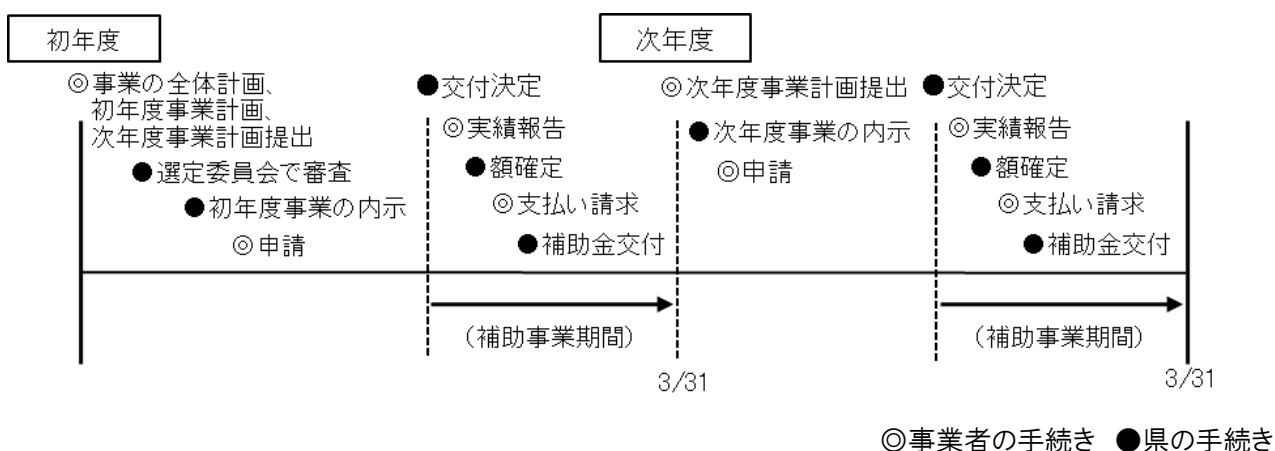 初年度
◎事業の全体計画、
初年度事業計画、
次年度事業計画提出
●選定委員会で審査
●初年度事業の内示
◎申請
●交付決定
◎実績報告
●額確定
◎支払い請求
●補助金交付
(補助事業期間)
3/31
次年度
◎次年度事業計画提出
●次年度事業の内示
◎申請
●交付決定
◎実績報告
●額確定
◎支払い請求
●補助金交付
(補助事業期間)
3/31
◎事業者の手続き ●県の手続き